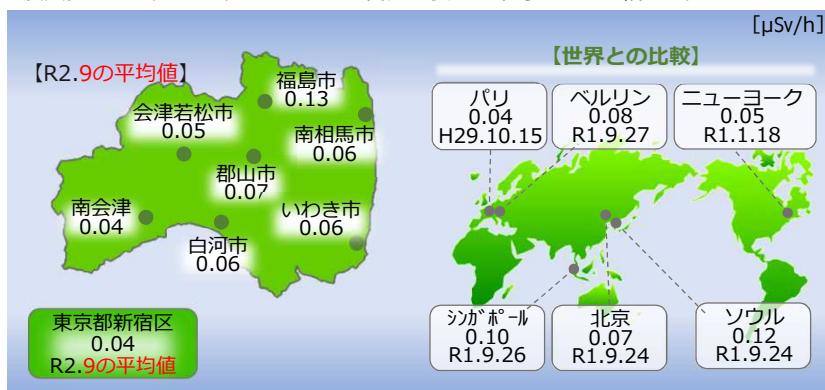 [μSv/h]
【R2.9の平均値】
福島市
0.13
会津若松市
0.05
南相馬市
0.06
郡山市
0.07
南会津
0.04
いわき市
0.06
白河市
0.06
東京都新宿区
0.04
R2.9の平均値
【世界との比較】
パリ
0.04
H29.10.15
ベルリン
0.08
R1.9.27
ニューヨーク
0.05
R1.1.18
ｼﾝｶﾞﾎﾟｰﾙ
0.10
R1.9.26
北京
0.07
R1.9.24
ソウル
0.12
R1.9.24